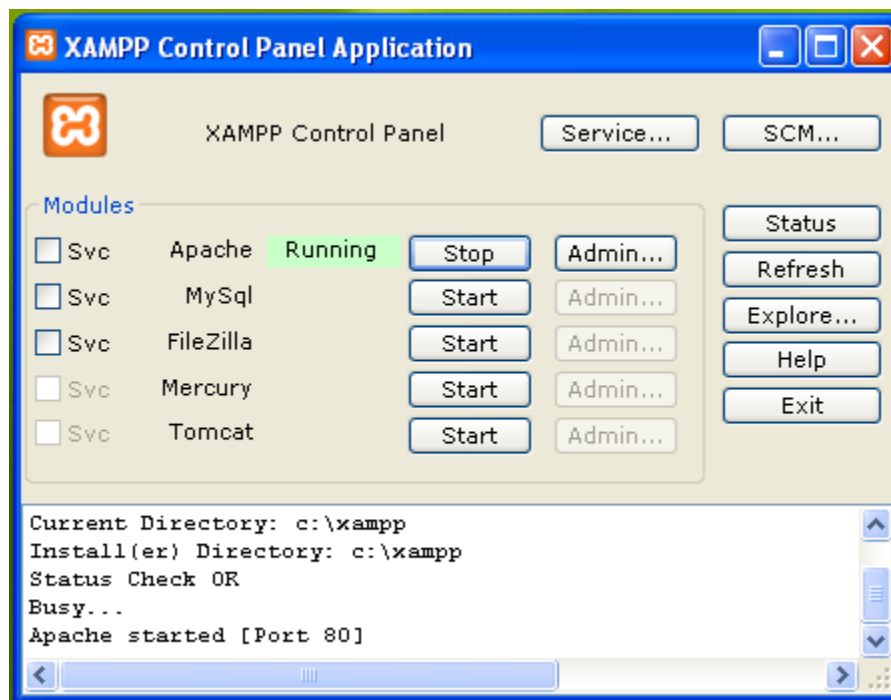 XAMPP Control Panel Application
XAMPP Control Panel Service... SCM...
Modules
Svc Apache Running Stop Admin...
Svc MySql Start Admin...
Svc FileZilla Start Admin...
Svc Mercury Start Admin...
Svc Tomcat Start Admin...
Status
Refresh
Explore...
Help
Exit
Current Directory: c:\xampp
Install(er) Directory: c:\xampp
Status Check OK
Busy...
Apache started [Port 80]